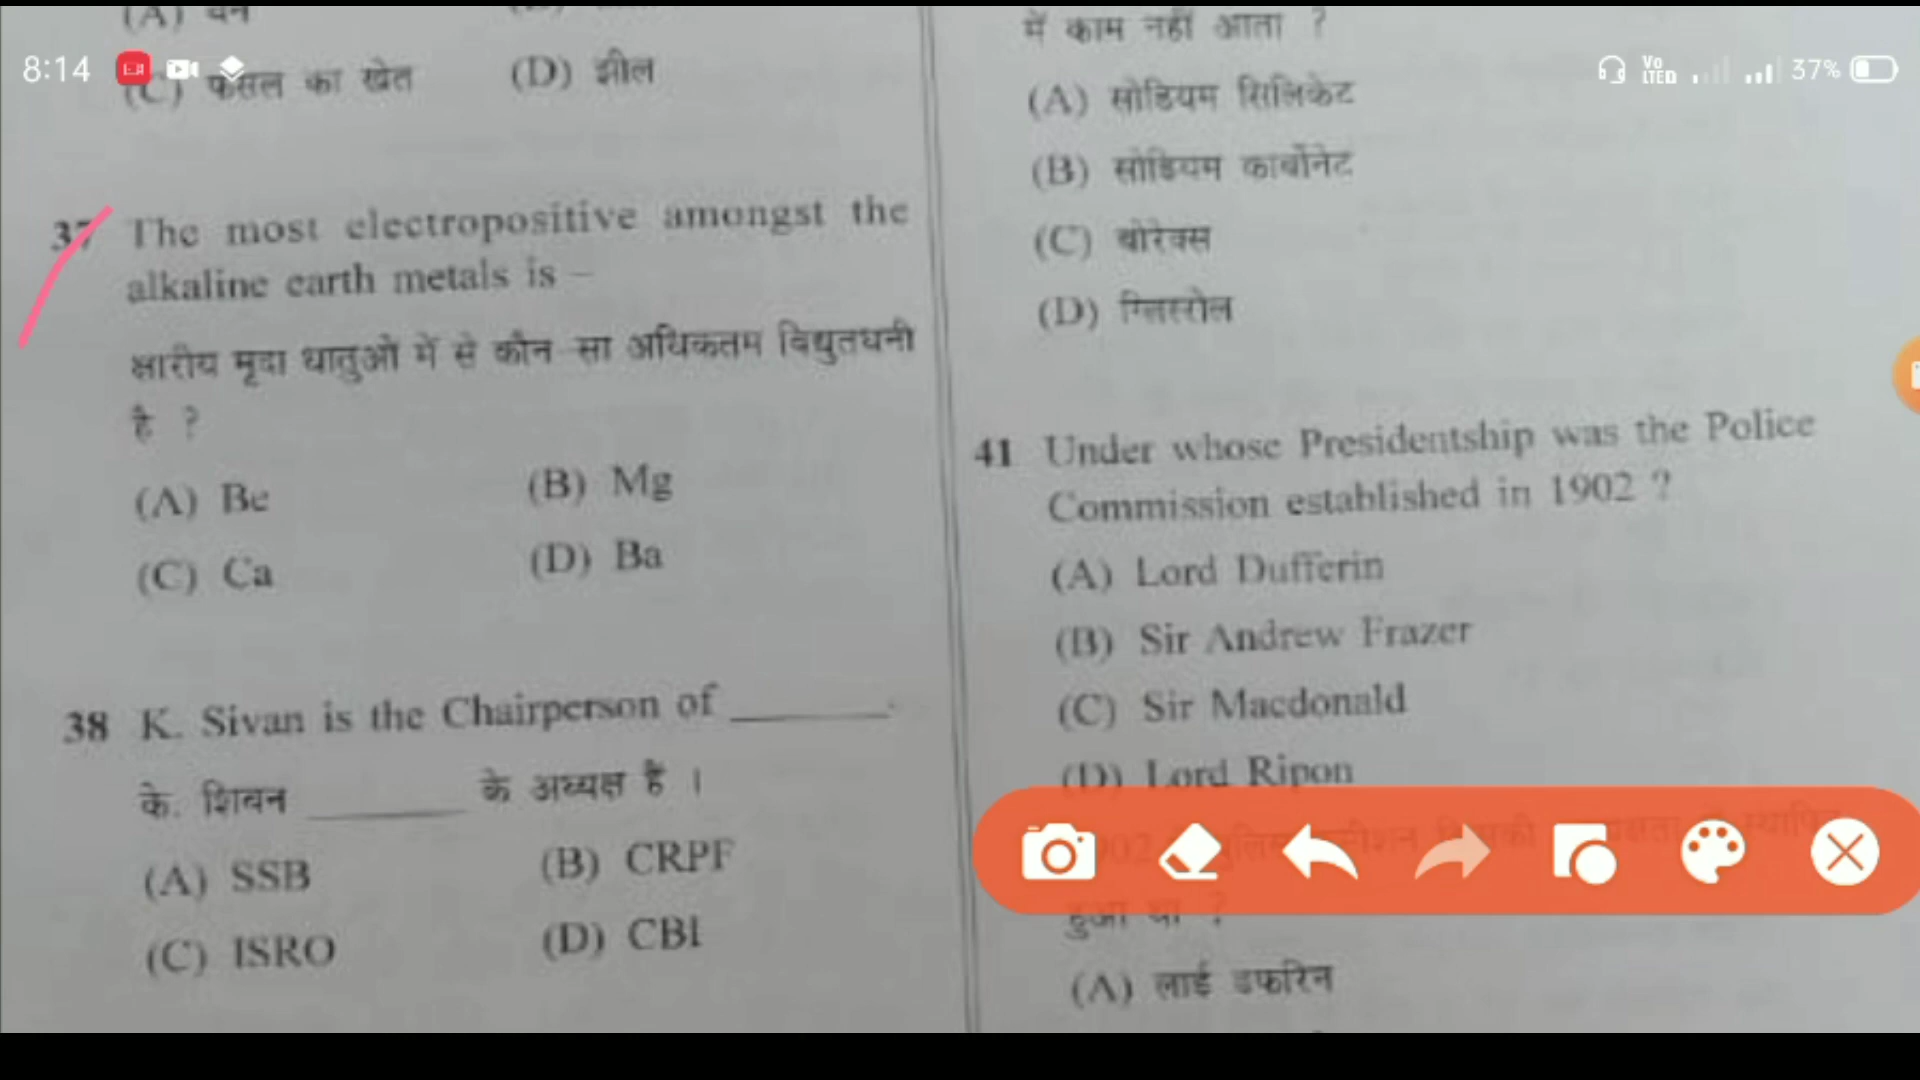 8:14
37%
(A) वन
(C) फसल का खेत (D) झील
37 The most electropositive amongst the
alkaline earth metals is –
क्षारीय मृदा धातुओं में से कौन सा अधिकतम विद्युतधनी
है ?
(A) Be (B) Mg
(C) Ca (D) Ba
38 K. Sivan is the Chairperson of ______.
के. शिवन ______ के अध्यक्ष हैं ।
(A) SSB (B) CRPF
(C) ISRO (D) CBI
में काम नहीं आता ?
(A) सोडियम सिलिकेट
(B) सोडियम कार्बोनेट
(C) बोरेक्स
(D) ग्लिसरोल
41 Under whose Presidentship was the Police
Commission established in 1902 ?
(A) Lord Dufferin
(B) Sir Andrew Frazer
(C) Sir Macdonald
(D) Lord Ripon
हुआ था ?
(A) लार्ड डफरिन